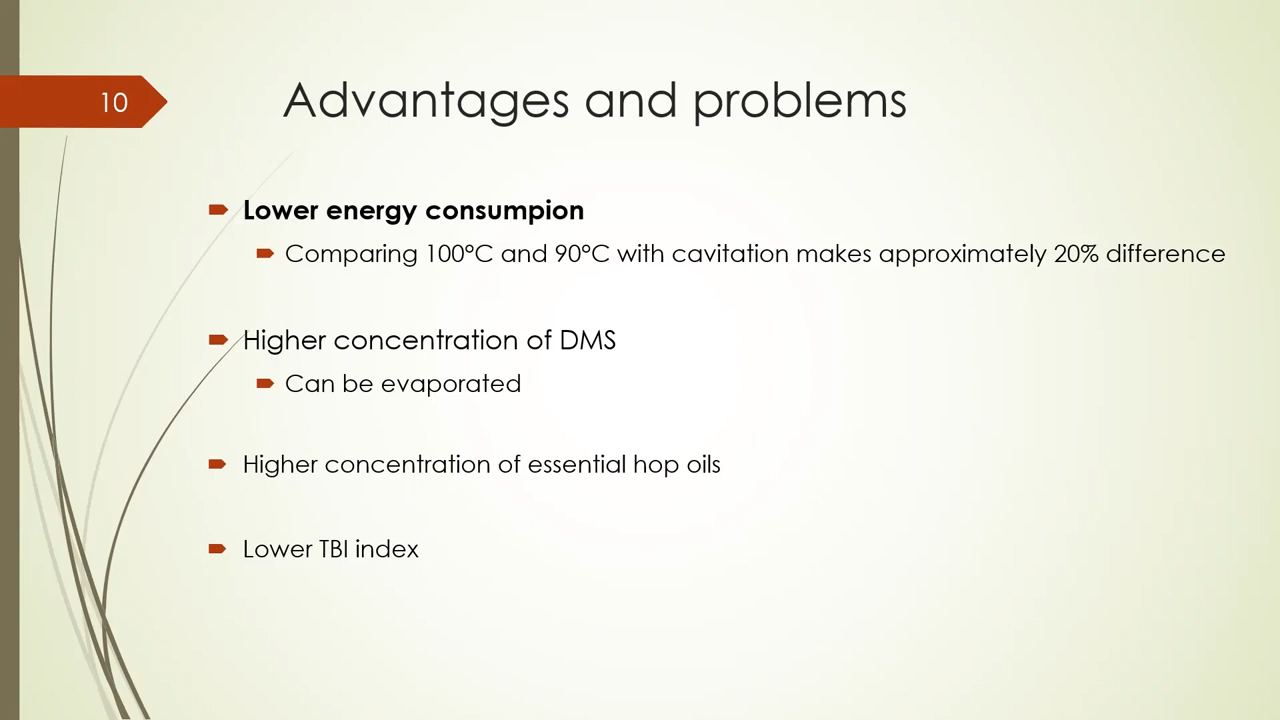 10
Advantages and problems
Lower energy consumpion
Comparing 100°C and 90°C with cavitation makes approximately 20% difference
Higher concentration of DMS
Can be evaporated
Higher concentration of essential hop oils
Lower TBI index